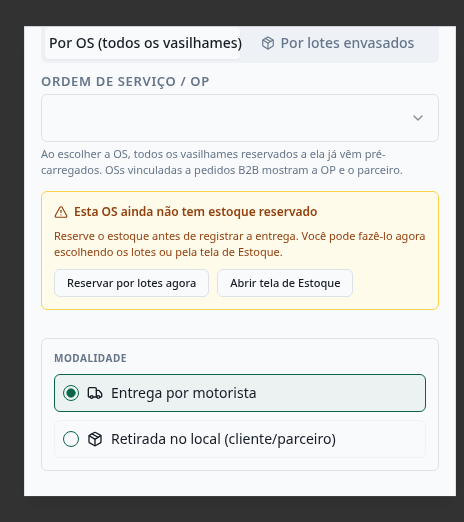 Por OS (todos os vasilhames)
Por lotes envasados
ORDEM DE SERVIÇO / OP
Ao escolher a OS, todos os vasilhames reservados a ela já vêm pré-
carregados. OSs vinculadas a pedidos B2B mostram a OP e o parceiro.
Esta OS ainda não tem estoque reservado
Reserve o estoque antes de registrar a entrega. Você pode fazê-lo agora
escolhendo os lotes ou pela tela de Estoque.
Reservar por lotes agora
Abrir tela de Estoque
MODALIDADE
Entrega por motorista
Retirada no local (cliente/parceiro)